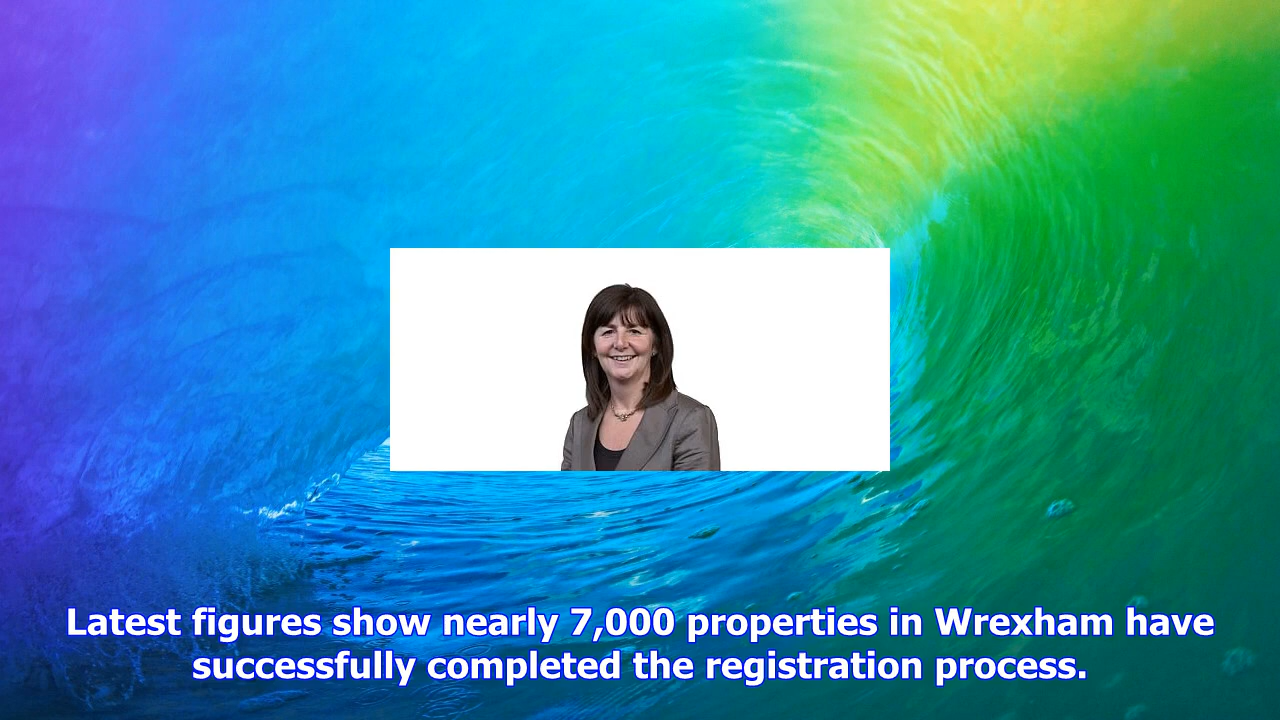 Latest figures show nearly 7,000 properties in Wrexham have
successfully completed the registration process.